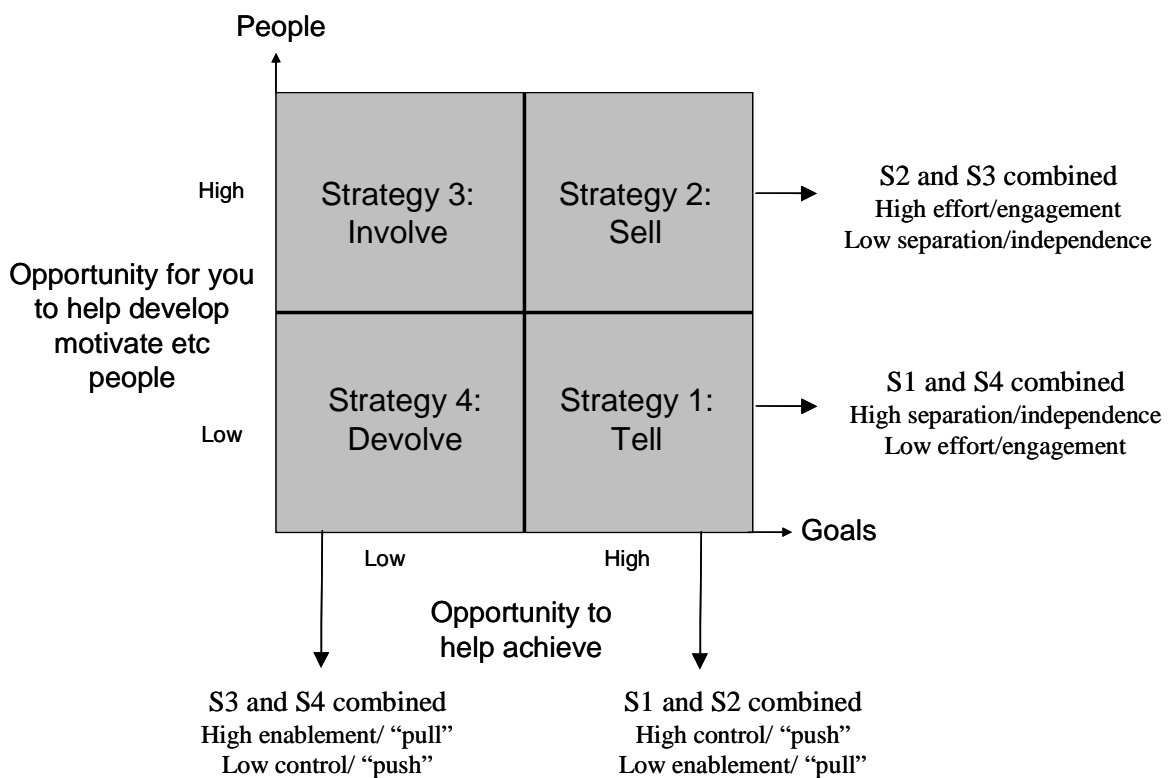 People
High
Strategy 3:
Involve
Strategy 2:
Sell
S2 and S3 combined
High effort/engagement
Low separation/independence
Opportunity for you
to help develop
motivate etc
people
Low
Strategy 4:
Devolve
Strategy 1:
Tell
S1 and S4 combined
High separation/independence
Low effort/engagement
Goals
Low
High
Opportunity to
help achieve
S3 and S4 combined
High enablement/ “pull”
Low control/ “push”
S1 and S2 combined
High control/ “push”
Low enablement/ “pull”